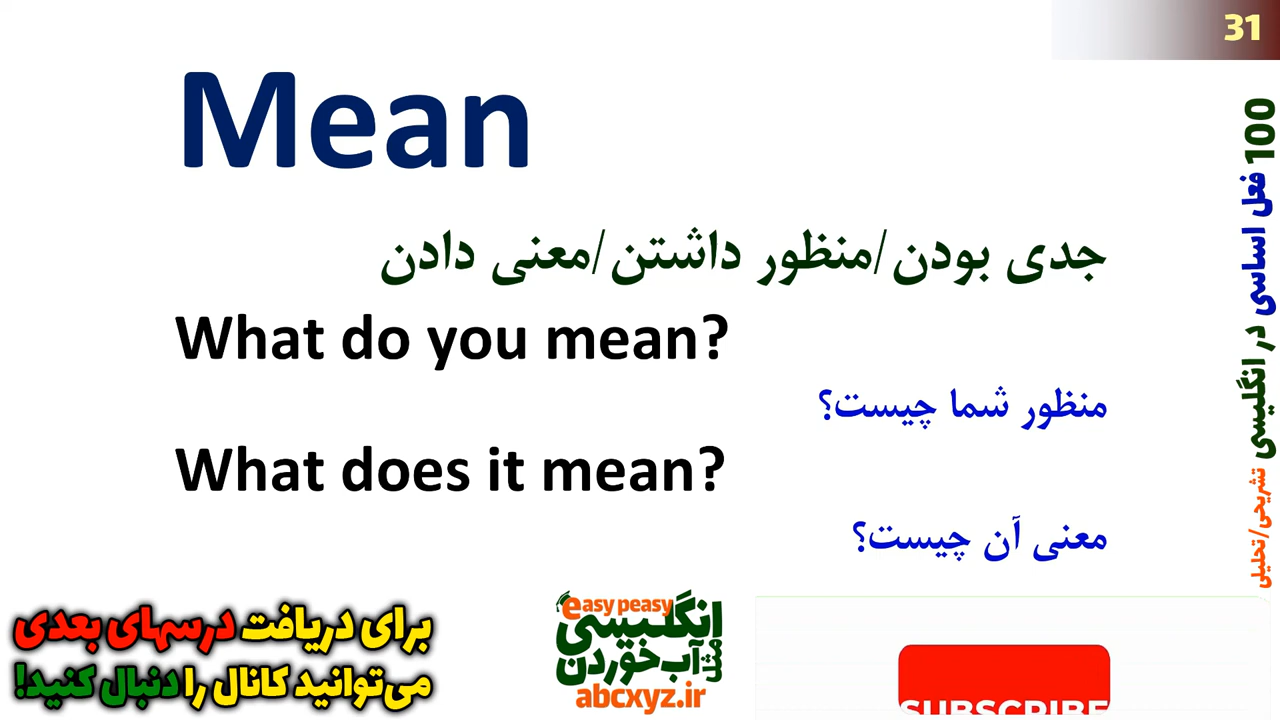 31
Mean
جدی بودن/منظور داشتن/معنی دادن
What do you mean?
منظور شما چیست؟
What does it mean?
معنی آن چیست؟
100 فعل اساسی در انگلیسی تشریحی/تحلیلی
برای دریافت درسهای بعدی
می‌توانید کانال را دنبال کنید!
easy peasy
انگلیسی
مثل آب خوردن
abcxyz.ir
SUBSCRIBE